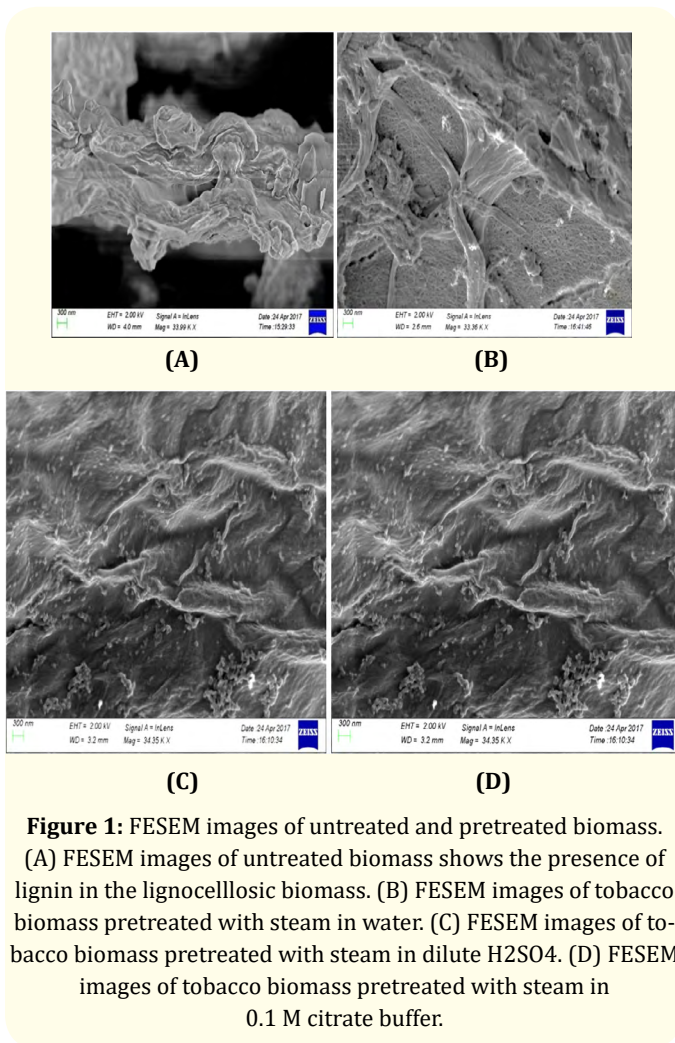 300 nm EHT = 2.00 kV Signal A = InLens Date :24 Apr 2017
WD = 4.0 mm Mag = 33.99 K X Time :15:29:33
ZEISS
300 nm EHT = 2.00 kV Signal A = InLens Date :24 Apr 2017
WD = 2.6 mm Mag = 33.36 K X Time :16:41:46
ZEISS
(A)
(B)
300 nm EHT = 2.00 kV Signal A = InLens Date :24 Apr 2017
WD = 3.2 mm Mag = 34.35 K X Time :16:10:34
ZEISS
300 nm EHT = 2.00 kV Signal A = InLens Date :24 Apr 2017
WD = 3.2 mm Mag = 34.35 K X Time :16:10:34
ZEISS
(C)
(D)
Figure 1: FESEM images of untreated and pretreated biomass.
(A) FESEM images of untreated biomass shows the presence of
lignin in the lignocelllosic biomass. (B) FESEM images of tobacco
biomass pretreated with steam in water. (C) FESEM images of to-
bacco biomass pretreated with steam in dilute H2SO4. (D) FESEM
images of tobacco biomass pretreated with steam in
0.1 M citrate buffer.